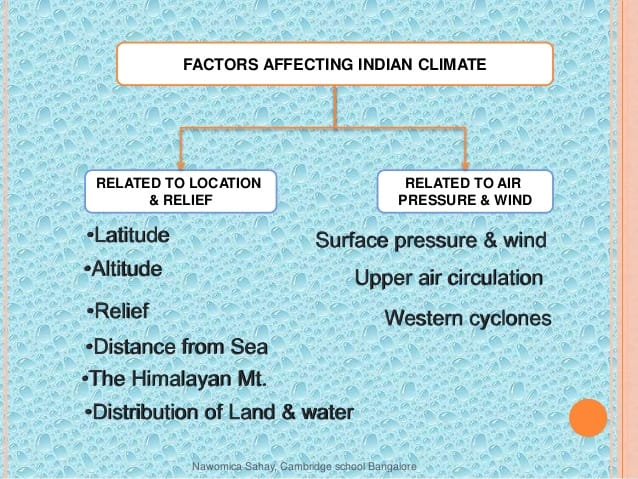 FACTORS AFFECTING INDIAN CLIMATE
RELATED TO LOCATION
& RELIEF
•Latitude
•Altitude
•Relief
•Distance from Sea
•The Himalayan Mt.
•Distribution of Land & water
RELATED TO AIR
PRESSURE & WIND
Surface pressure & wind
Upper air circulation
Western cyclones
Nawomica Sahay, Cambridge school Bangalore